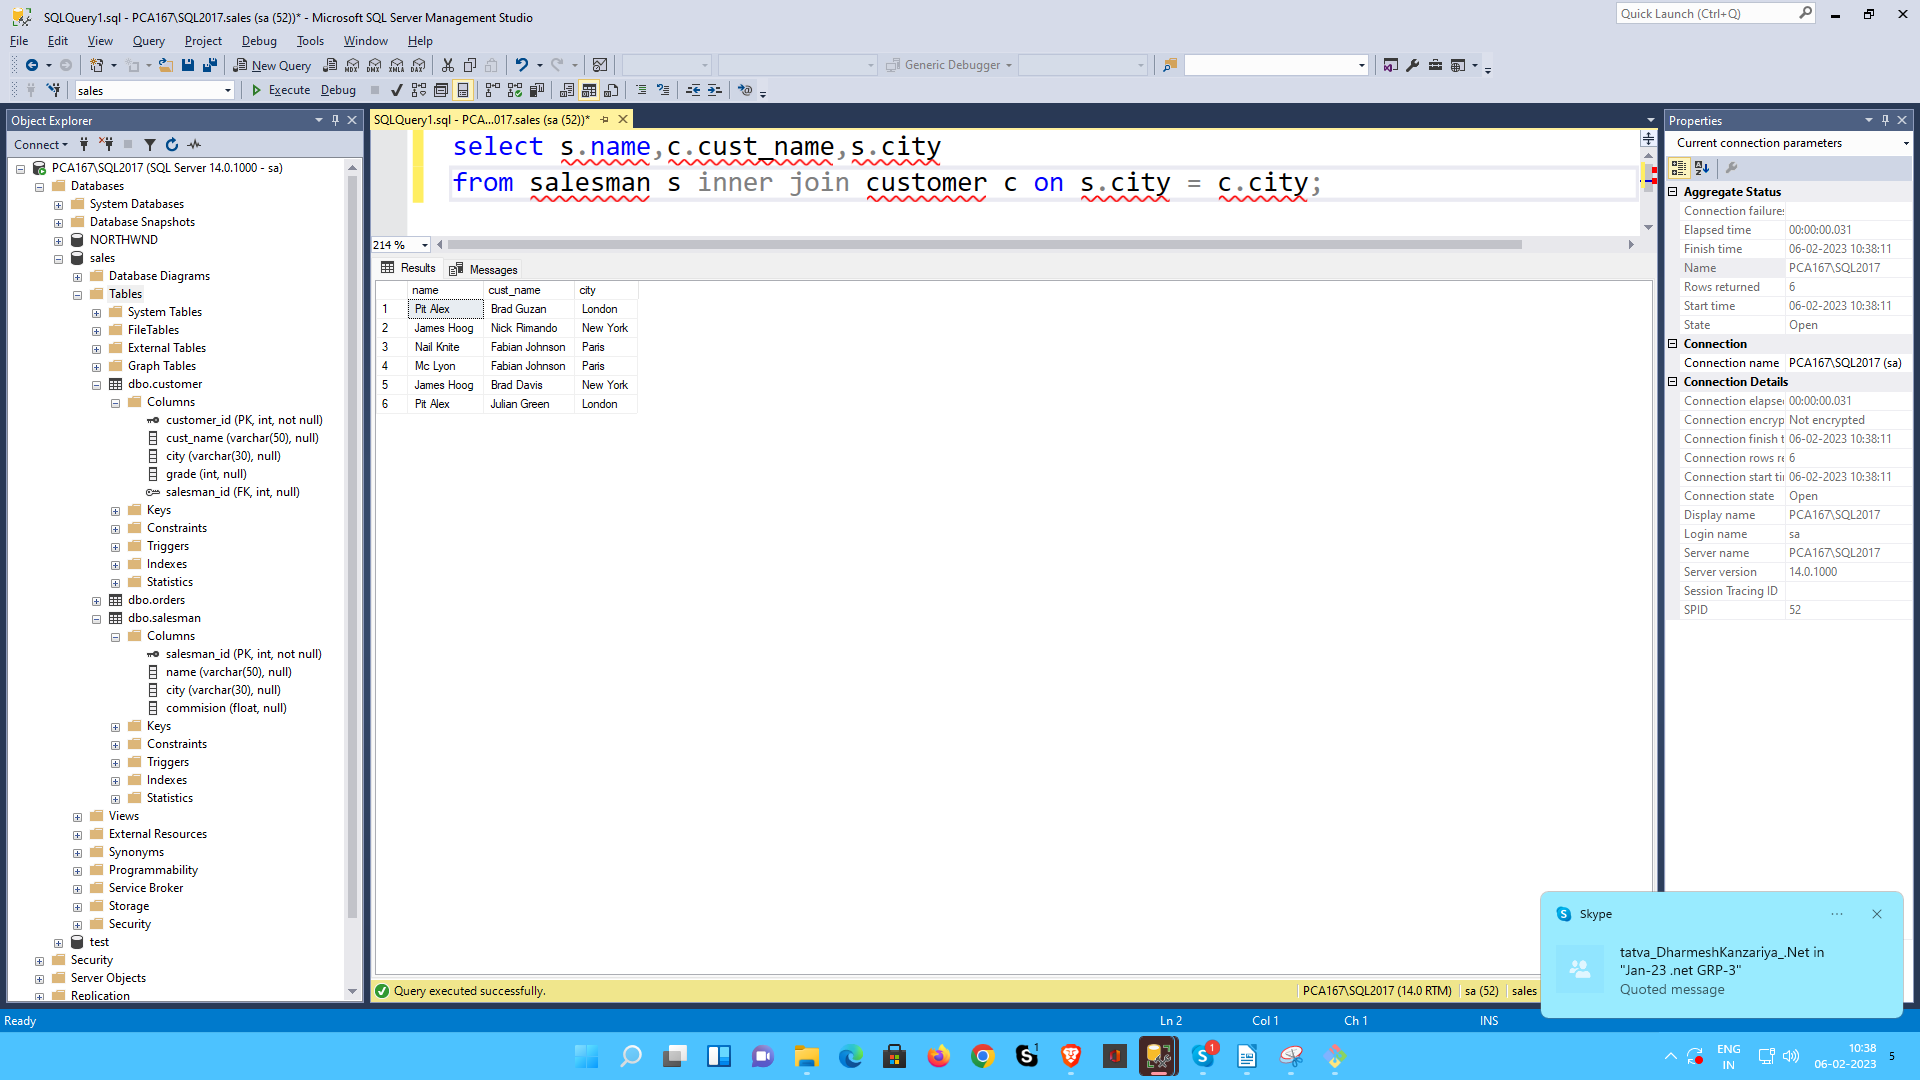 SQLQuery1.sql - PCA167\SQL2017.sales (sa (52))* - Microsoft SQL Server Management Studio
Quick Launch (Ctrl+Q)
File Edit View Query Project Debug Tools Window Help
New Query
MDX DMX XMLA DAX
Generic Debugger
sales
Execute Debug
Object Explorer
Connect
PCA167\SQL2017 (SQL Server 14.0.1000 - sa)
Databases
System Databases
Database Snapshots
NORTHWND
sales
Database Diagrams
Tables
System Tables
FileTables
External Tables
Graph Tables
dbo.customer
Columns
customer_id (PK, int, not null)
cust_name (varchar(50), null)
city (varchar(30), null)
grade (int, null)
salesman_id (FK, int, null)
Keys
Constraints
Triggers
Indexes
Statistics
dbo.orders
dbo.salesman
Columns
salesman_id (PK, int, not null)
name (varchar(50), null)
city (varchar(30), null)
commision (float, null)
Keys
Constraints
Triggers
Indexes
Statistics
Views
External Resources
Synonyms
Programmability
Service Broker
Storage
Security
test
Security
Server Objects
Replication
SQLQuery1.sql - PCA...017.sales (sa (52))*
select s.name,c.cust_name,s.city
from salesman s inner join customer c on s.city = c.city;
214 %
Results Messages
name cust_name city
1 Pit Alex Brad Guzan London
2 James Hoog Nick Rimando New York
3 Nail Knite Fabian Johnson Paris
4 Mc Lyon Fabian Johnson Paris
5 James Hoog Brad Davis New York
6 Pit Alex Julian Green London
Query executed successfully.
PCA167\SQL2017 (14.0 RTM) sa (52) sales
Properties
Current connection parameters
Aggregate Status
Connection failures
Elapsed time 00:00:00.031
Finish time 06-02-2023 10:38:11
Name PCA167\SQL2017
Rows returned 6
Start time 06-02-2023 10:38:11
State Open
Connection
Connection name PCA167\SQL2017 (sa)
Connection Details
Connection elapse 00:00:00.031
Connection encryp Not encrypted
Connection finish t 06-02-2023 10:38:11
Connection rows re 6
Connection start ti 06-02-2023 10:38:11
Connection state Open
Display name PCA167\SQL2017
Login name sa
Server name PCA167\SQL2017
Server version 14.0.1000
Session Tracing ID
SPID 52
Skype
tatva_DharmeshKanzariya_.Net in
"Jan-23 .net GRP-3"
Quoted message
Ready
Ln 2 Col 1 Ch 1 INS
ENG
IN
10:38
06-02-2023
5